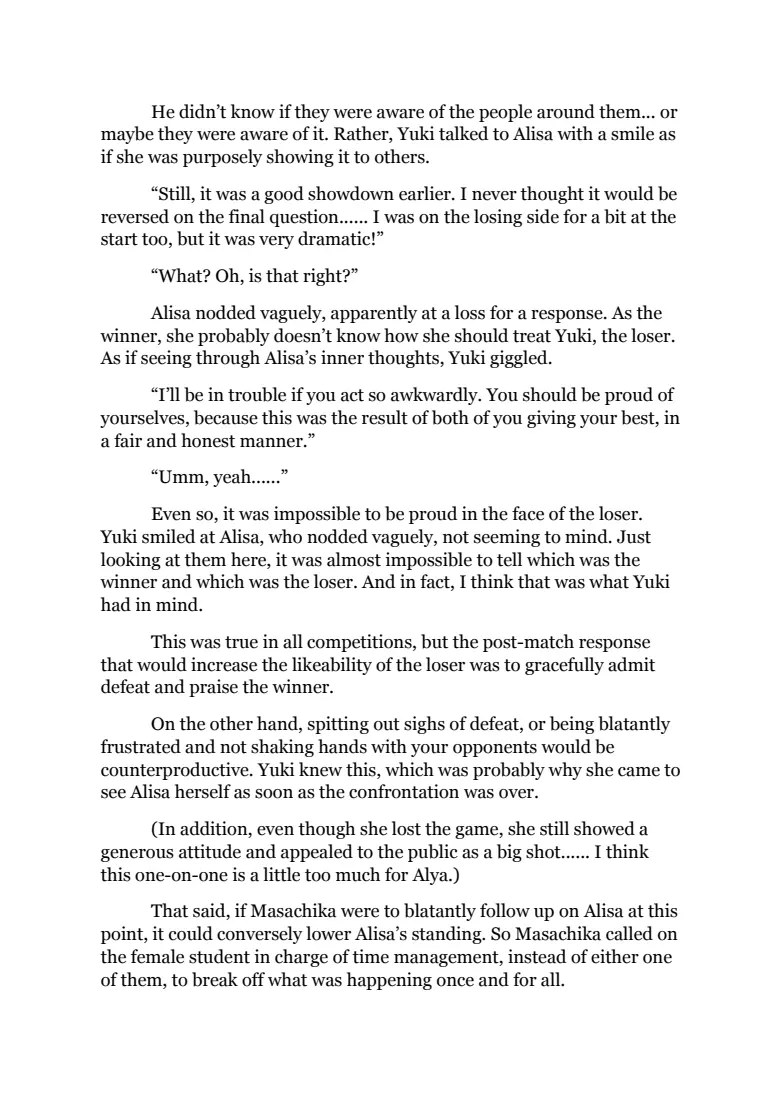 He didn’t know if they were aware of the people around them... or
maybe they were aware of it. Rather, Yuki talked to Alisa with a smile as
if she was purposely showing it to others.
“Still, it was a good showdown earlier. I never thought it would be
reversed on the final question...... I was on the losing side for a bit at the
start too, but it was very dramatic!”
“What? Oh, is that right?”
Alisa nodded vaguely, apparently at a loss for a response. As the
winner, she probably doesn’t know how she should treat Yuki, the loser.
As if seeing through Alisa’s inner thoughts, Yuki giggled.
“I’ll be in trouble if you act so awkwardly. You should be proud of
yourselves, because this was the result of both of you giving your best, in
a fair and honest manner.”
“Umm, yeah......”
Even so, it was impossible to be proud in the face of the loser.
Yuki smiled at Alisa, who nodded vaguely, not seeming to mind. Just
looking at them here, it was almost impossible to tell which was the
winner and which was the loser. And in fact, I think that was what Yuki
had in mind.
This was true in all competitions, but the post-match response
that would increase the likeability of the loser was to gracefully admit
defeat and praise the winner.
On the other hand, spitting out sighs of defeat, or being blatantly
frustrated and not shaking hands with your opponents would be
counterproductive. Yuki knew this, which was probably why she came to
see Alisa herself as soon as the confrontation was over.
(In addition, even though she lost the game, she still showed a
generous attitude and appealed to the public as a big shot...... I think
this one-on-one is a little too much for Alya.)
That said, if Masachika were to blatantly follow up on Alisa at this
point, it could conversely lower Alisa’s standing. So Masachika called on
the female student in charge of time management, instead of either one
of them, to break off what was happening once and for all.